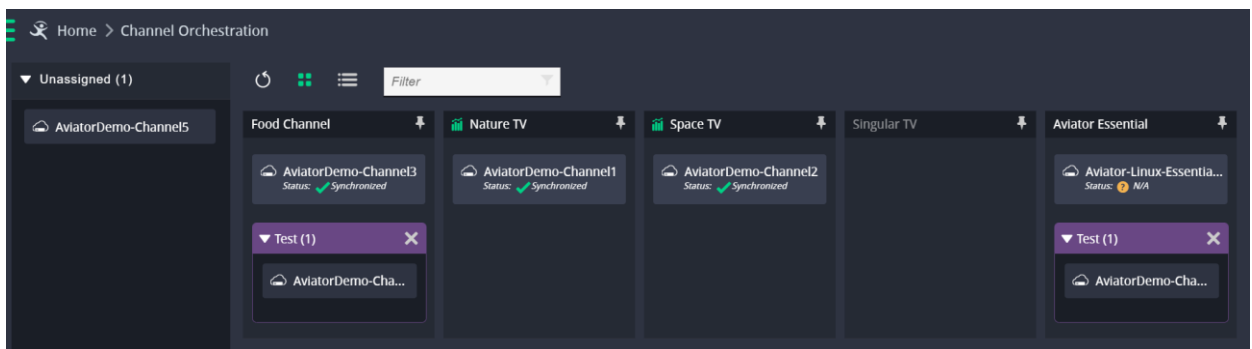 Home > Channel Orchestration
Unassigned (1)
AviatorDemo-Channel5
Filter
Food Channel
AviatorDemo-Channel3
Status: Synchronized
Test (1)
AviatorDemo-Cha...
Nature TV
AviatorDemo-Channel1
Status: Synchronized
Space TV
AviatorDemo-Channel2
Status: Synchronized
Singular TV
Aviator Essential
Aviator-Linux-Essentia...
Status: ? N/A
Test (1)
AviatorDemo-Cha...